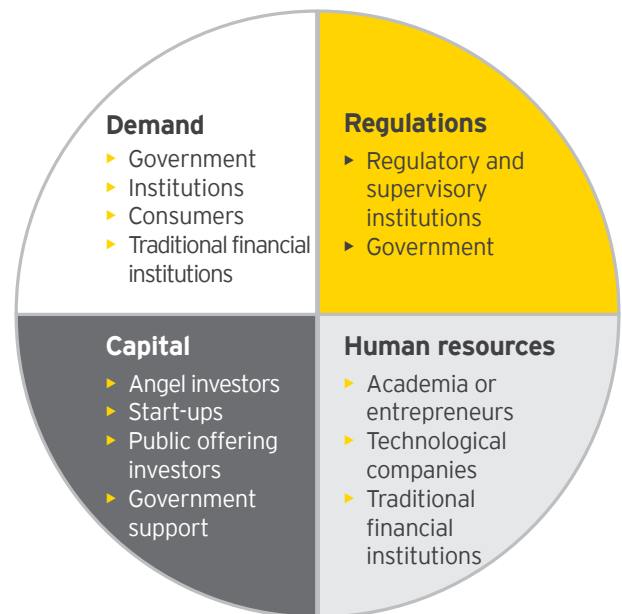 Demand
▸ Government
▸ Institutions
▸ Consumers
▸ Traditional financial
institutions
Regulations
▸ Regulatory and
supervisory
institutions
▸ Government
Capital
▸ Angel investors
▸ Start-ups
▸ Public offering
investors
▸ Government
support
Human resources
▸ Academia or
entrepreneurs
▸ Technological
companies
▸ Traditional
financial
institutions